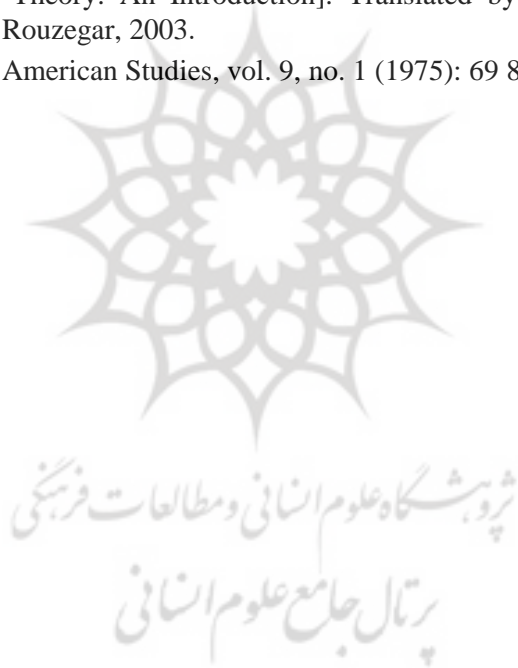 Theory: An Introduction]. Translated by
Rouzegar, 2003.
American Studies, vol. 9, no. 1 (1975): 69 8
پژوهشگاه علوم انسانی و مطالعات فرهنگی
پرتال جامع علوم انسانی